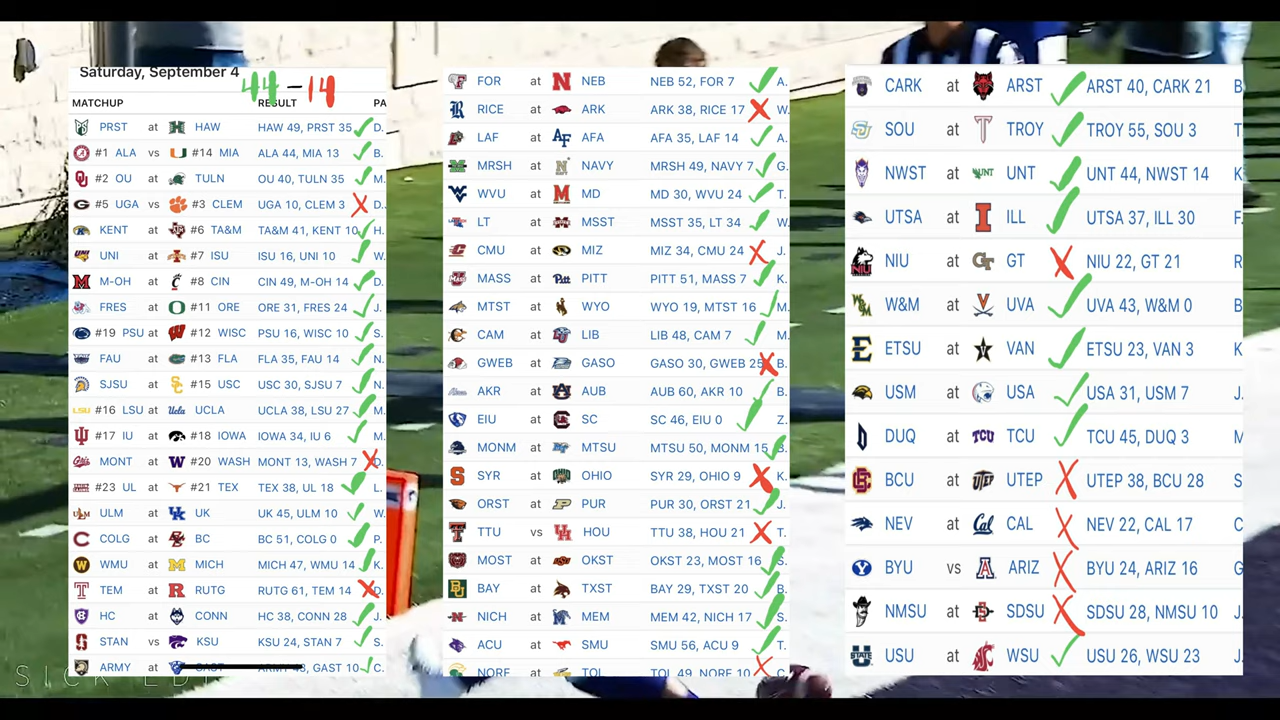 Saturday, September 4
44-14
MATCHUP RESULT PA
PRST at HAW HAW 49, PRST 35 D.
#1 ALA vs #14 MIA ALA 44, MIA 13 B.
#2 OU at TULN OU 40, TULN 35 M.
#5 UGA vs #3 CLEM UGA 10, CLEM 3 D.
KENT at #6 TA&M TA&M 41, KENT 10 H.
UNI at #7 ISU ISU 16, UNI 10 W.
M-OH at #8 CIN CIN 49, M-OH 14 D.
FRES at #11 ORE ORE 31, FRES 24 J.
#19 PSU at #12 WISC PSU 16, WISC 10 S.
FAU at #13 FLA FLA 35, FAU 14 N.
SJSU at #15 USC USC 30, SJSU 7 N.
#16 LSU at UCLA UCLA 38, LSU 27 M.
#17 IU at #18 IOWA IOWA 34, IU 6 M.
MONT at #20 WASH MONT 13, WASH 7
#23 UL at #21 TEX TEX 38, UL 18 L.
ULM at UK UK 45, ULM 10 W.
COLG at BC BC 51, COLG 0 P.
WMU at MICH MICH 47, WMU 14 K.
TEM at RUTG RUTG 61, TEM 14
HC at CONN HC 38, CONN 28 J.
STAN vs KSU KSU 24, STAN 7 S.
ARMY at GAST 10 C.
FOR at NEB NEB 52, FOR 7 A.
RICE at ARK ARK 38, RICE 17 W.
LAF at AFA AFA 35, LAF 14 A.
MRSH at NAVY MRSH 49, NAVY 7 G.
WVU at MD MD 30, WVU 24 T.
LT at MSST MSST 35, LT 34 W.
CMU at MIZ MIZ 34, CMU 24 J.
MASS at PITT PITT 51, MASS 7 K.
MTST at WYO WYO 19, MTST 16 M.
CAM at LIB LIB 48, CAM 7 M.
GWEB at GASO GASO 30, GWEB 25 B.
AKR at AUB AUB 60, AKR 10 B.
EIU at SC SC 46, EIU 0 Z.
MONM at MTSU MTSU 50, MONM 15
SYR at OHIO SYR 29, OHIO 9 K.
ORST at PUR PUR 30, ORST 21 J.
TTU vs HOU TTU 38, HOU 21 T.
MOST at OKST OKST 23, MOST 16 S.
BAY at TXST BAY 29, TXST 20 B.
NICH at MEM MEM 42, NICH 17 S.
ACU at SMU SMU 56, ACU 9 T.
NORF at TOL TOL 49, NORF 10 C.
CARK at ARST ARST 40, CARK 21 B
SOU at TROY TROY 55, SOU 3 T
NWST at UNT UNT 44, NWST 14 K
UTSA at ILL UTSA 37, ILL 30 F.
NIU at GT NIU 22, GT 21 R
W&M at UVA UVA 43, W&M 0 B
ETSU at VAN ETSU 23, VAN 3 K
USM at USA USA 31, USM 7 J.
DUQ at TCU TCU 45, DUQ 3 M
BCU at UTEP UTEP 38, BCU 28 S
NEV at CAL NEV 22, CAL 17 C
BYU vs ARIZ BYU 24, ARIZ 16 G
NMSU at SDSU SDSU 28, NMSU 10 J.
USU at WSU USU 26, WSU 23 J